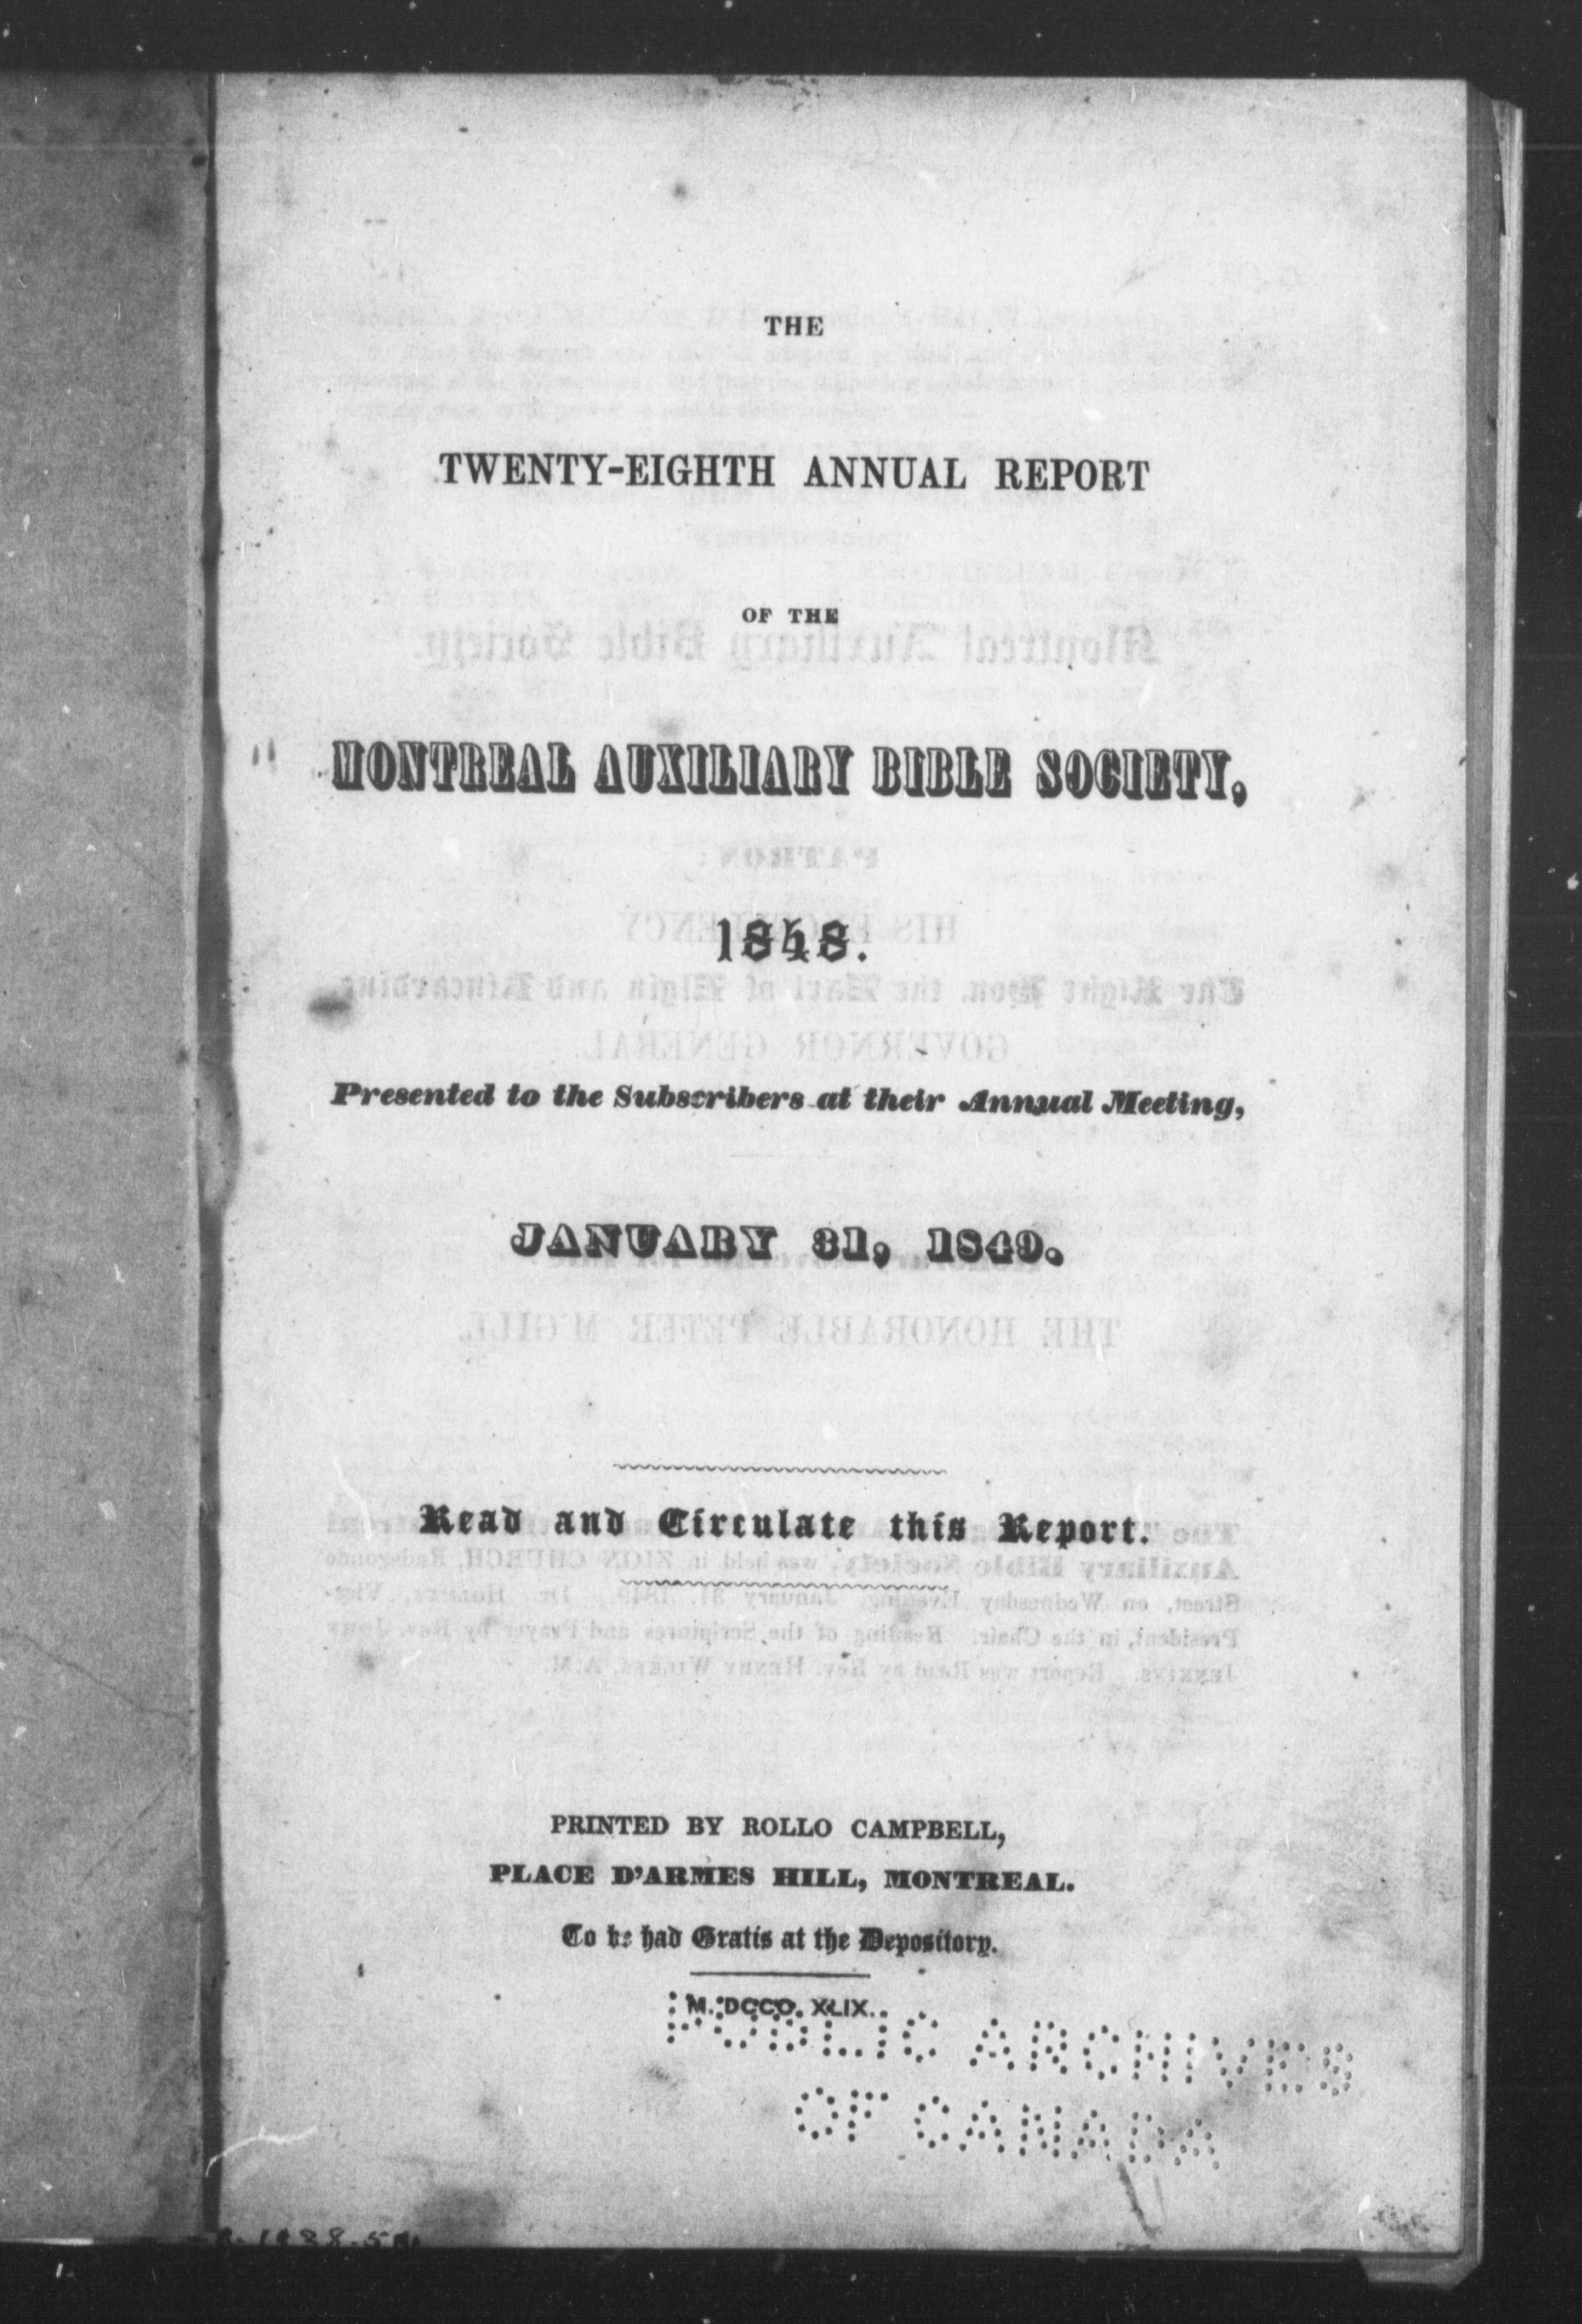 THE
TWENTY-EIGHTH ANNUAL REPORT
OF THE
MONTREAL AUXILIARY BIBLE SOCIETY,
1848.
Presented to the Subscribers at their Annual Meeting,
JANUARY 31, 1849.
Read and Circulate this Report.
PRINTED BY ROLLO CAMPBELL,
PLACE D'ARMES HILL, MONTREAL.
To be had Gratis at the Depository.
M.DCCC. XLIX.
PUBLIC ARCHIVES
OF CANADA